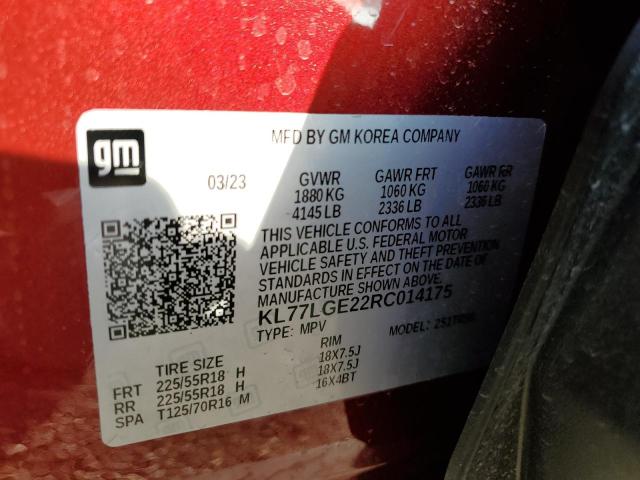 gm
MFD BY GM KOREA COMPANY
03/23
GVWR GAWR FRT GAWR RR
1880 KG 1060 KG 1060 KG
4145 LB 2336 LB 2336 LB
THIS VEHICLE CONFORMS TO ALL
APPLICABLE U.S. FEDERAL MOTOR
VEHICLE SAFETY AND THEFT PREVENTION
STANDARDS IN EFFECT ON THE DATE OF
MANUFACTURE SHOWN ABOVE.
KL77LGE22RC014175
TYPE: MPV MODEL:
TIRE SIZE RIM
FRT 225/55R18 H 18X7.5J
RR 225/55R18 H 18X7.5J
SPA T125/70R16 M 16X4BT